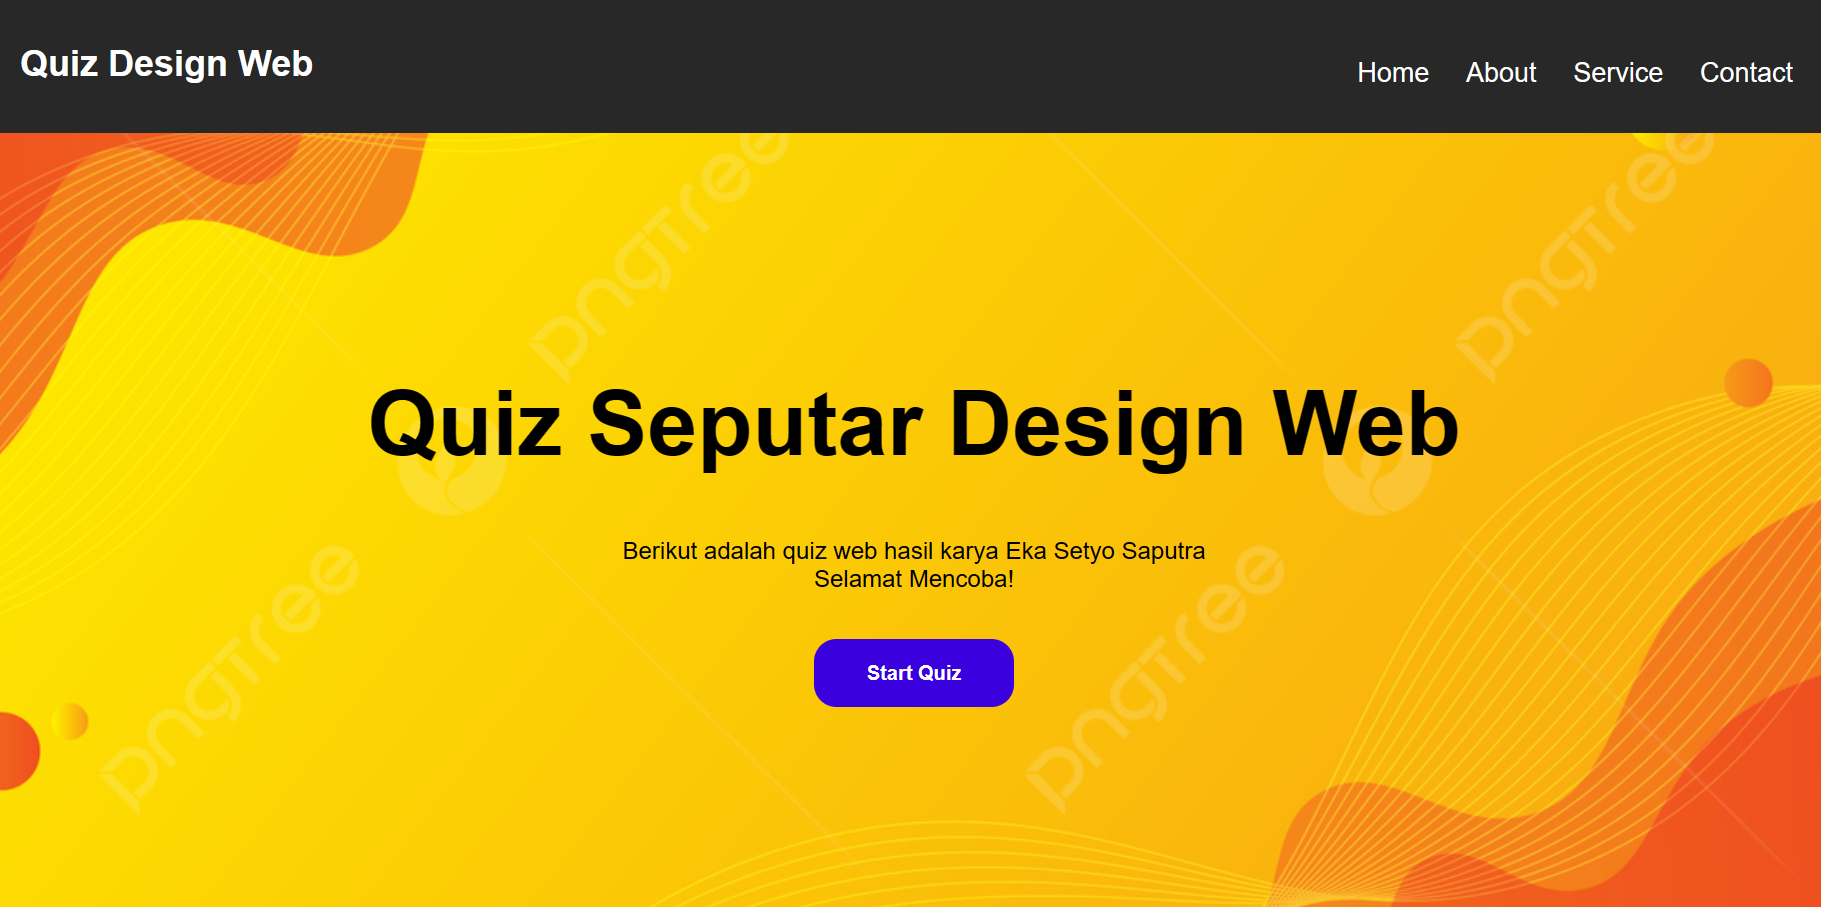 Quiz Design Web
Home About Service Contact
pngtree
pngtree
Quiz Seputar Design Web
Berikut adalah quiz web hasil karya Eka Setyo Saputra
Selamat Mencoba!
pngtree
pngtree
Start Quiz